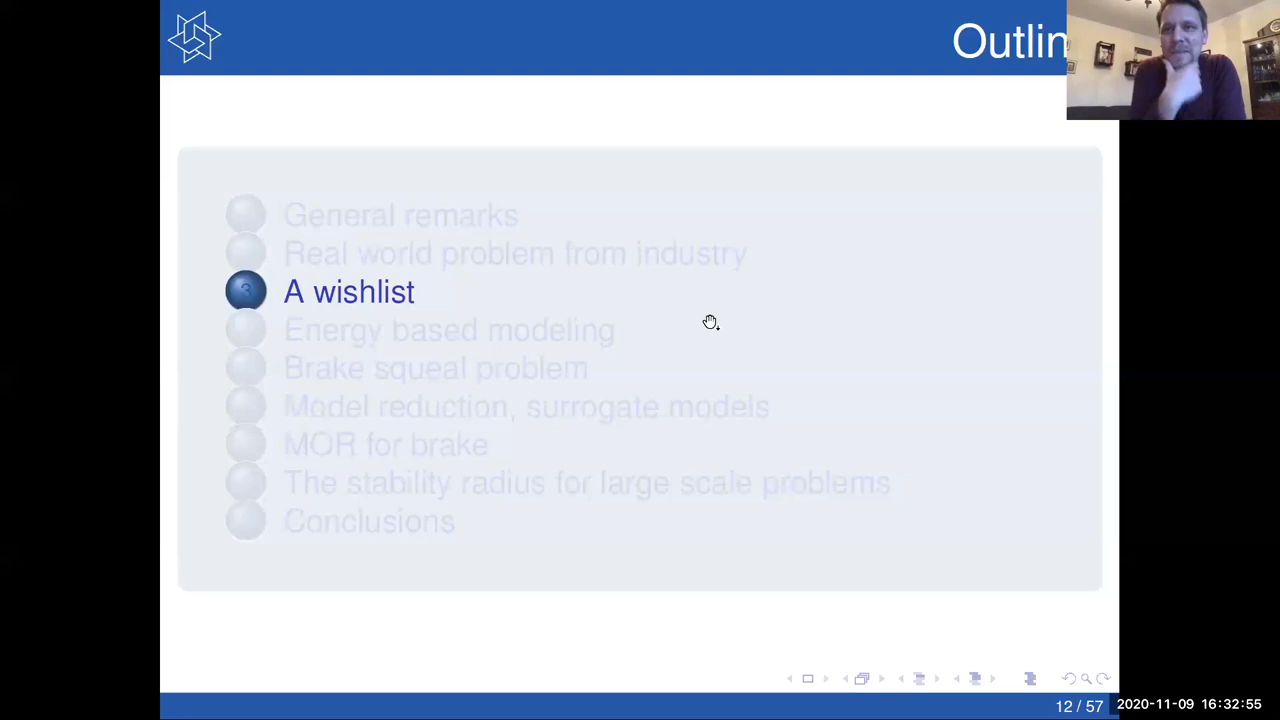 Outlin
General remarks
Real world problem from industry
3 A wishlist
Energy based modeling
Brake squeal problem
Model reduction, surrogate models
MOR for brake
The stability radius for large scale problems
Conclusions
12 / 57
2020-11-09 16:32:55